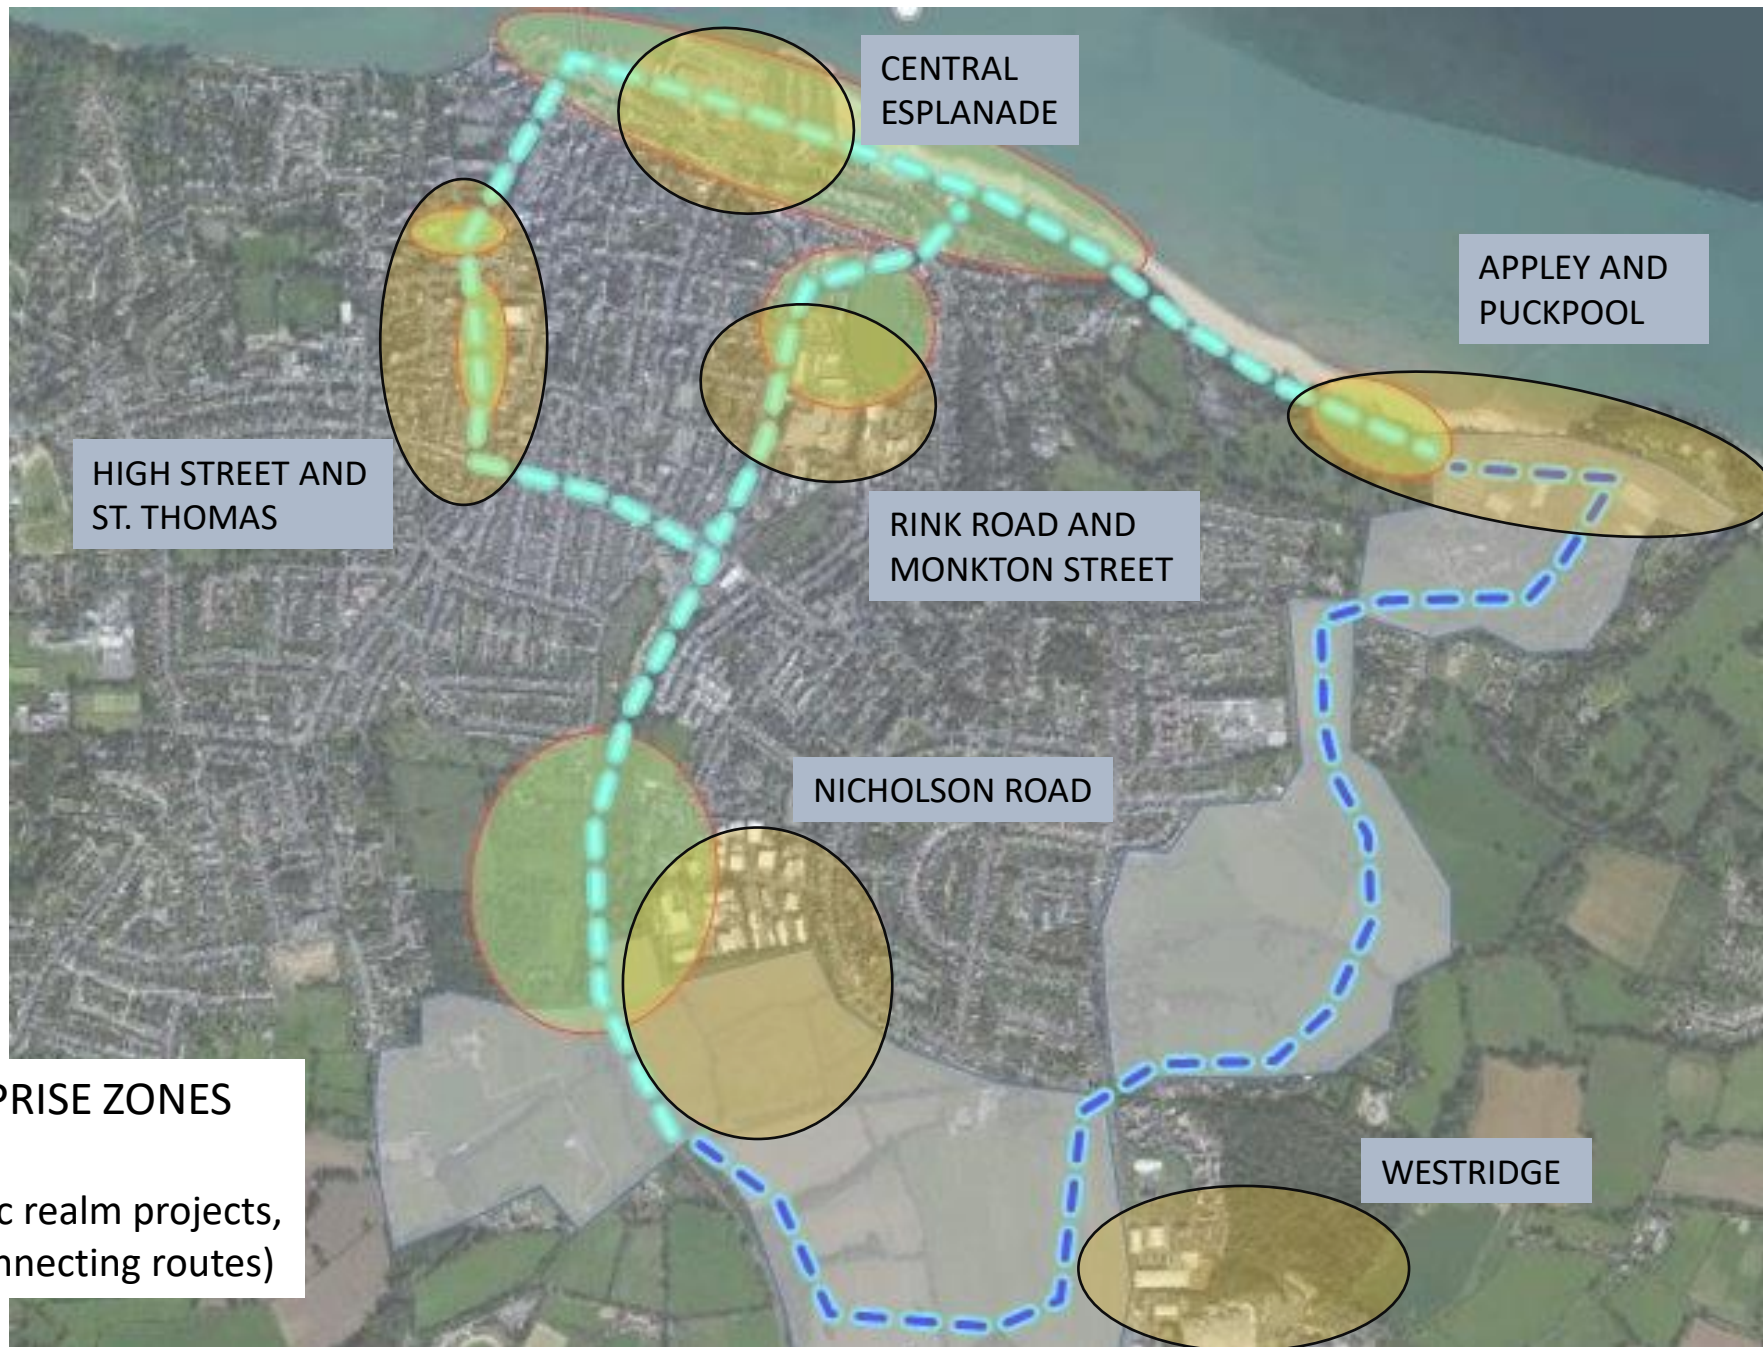 CENTRAL
ESPLANADE
APPLEY AND
PUCKPOOL
HIGH STREET AND
ST. THOMAS
RINK ROAD AND
MONKTON STREET
NICHOLSON ROAD
PRISE ZONES
WESTRIDGE
c realm projects,
nnecting routes)